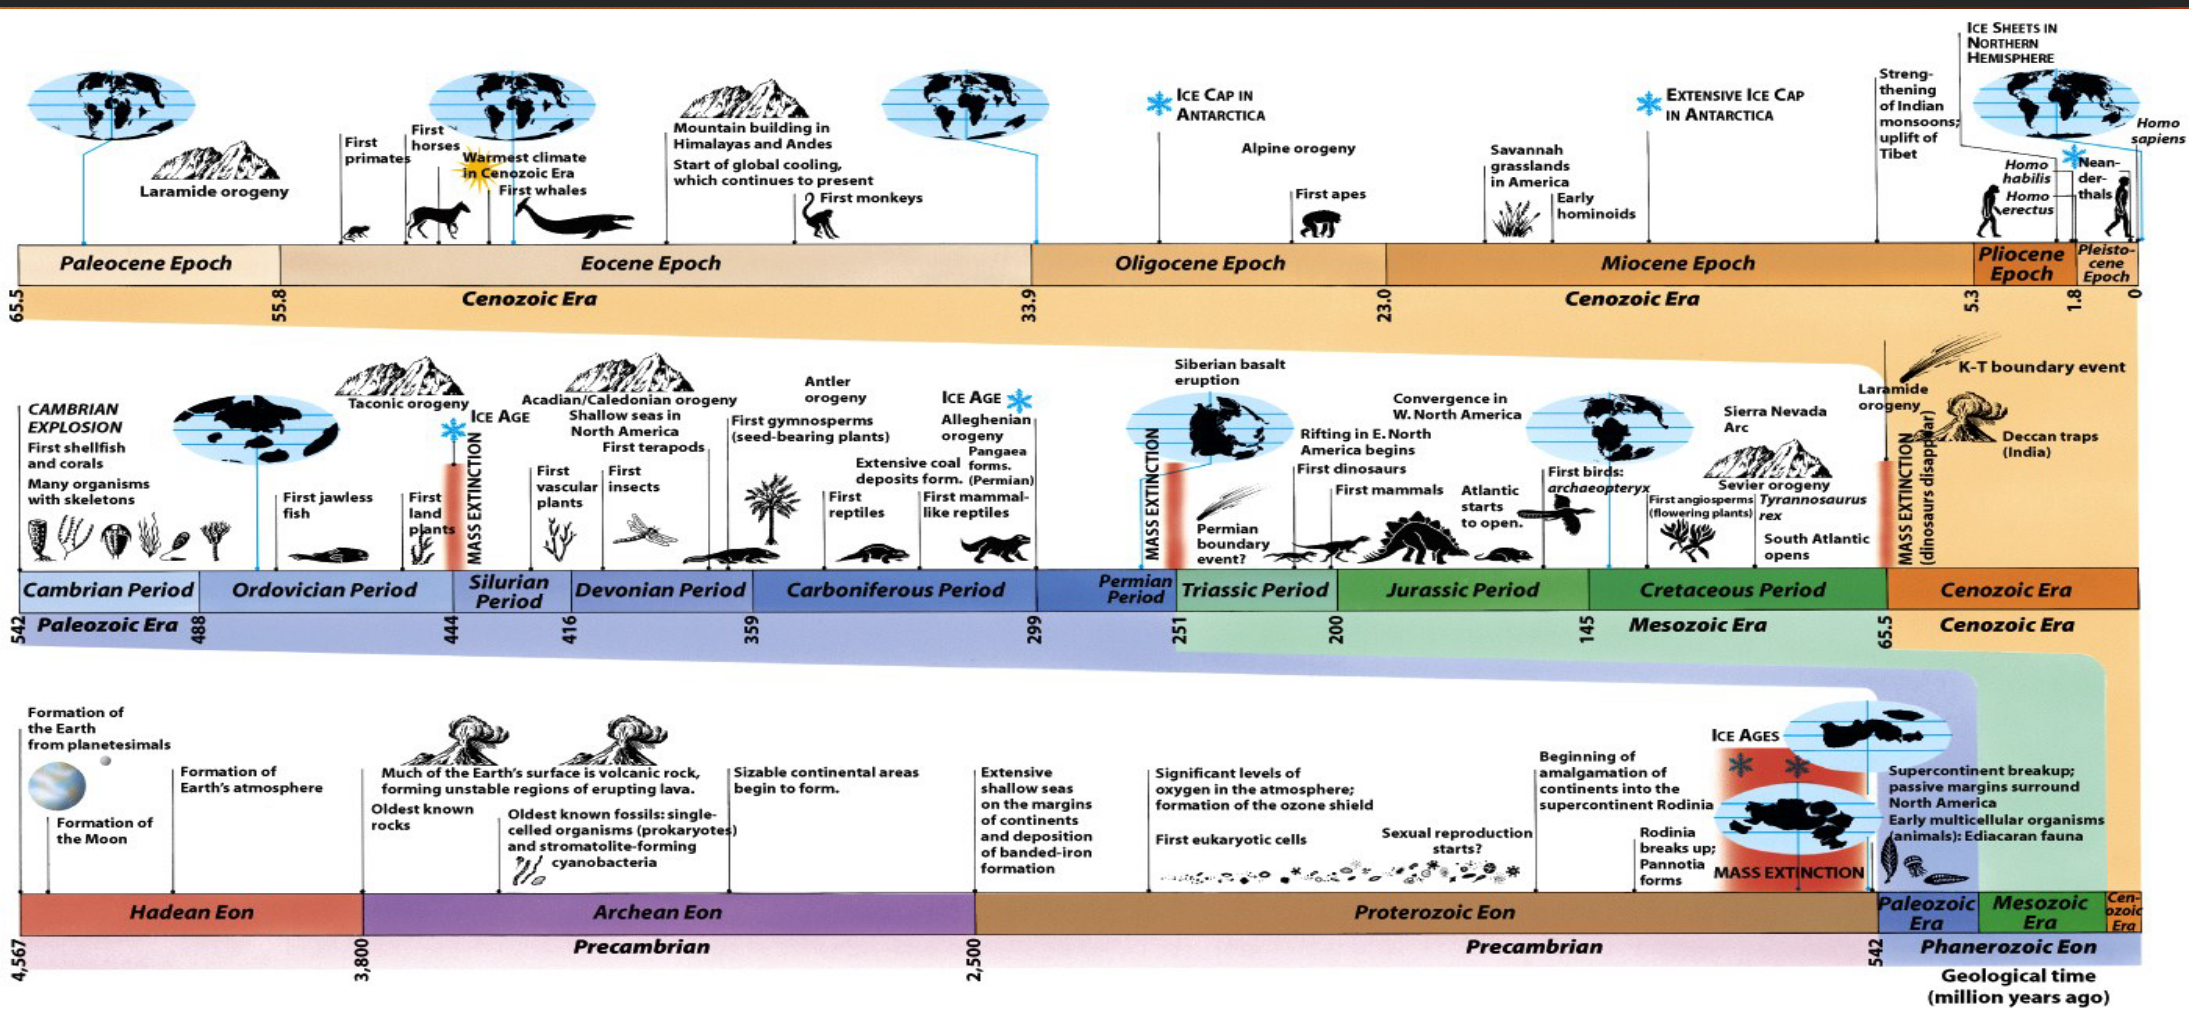 ICE SHEETS IN
NORTHERN
HEMISPHERE
Streng-
thening
of Indian
monsoons;
uplift of
Tibet
ICE CAP IN
ANTARCTICA
EXTENSIVE ICE CAP
IN ANTARCTICA
Homo
sapiens
First
primates
First
horses
Laramide orogeny
Warmest climate
in Cenozoic Era
First whales
Mountain building in
Himalayas and Andes
Start of global cooling,
which continues to present
First monkeys
Alpine orogeny
First apes
Savannah
grasslands
in America
Early
hominoids
Homo
habilis
Homo
erectus
Nean-
der-
thals
Paleocene Epoch
Eocene Epoch
Oligocene Epoch
Miocene Epoch
Pliocene
Epoch
Pleisto-
cene
Epoch
65.5
55.8
Cenozoic Era
33.9
23.0
Cenozoic Era
5.3
1.8
0
CAMBRIAN
EXPLOSION
First shellfish
and corals
Many organisms
with skeletons
First jawless
fish
Taconic orogeny
First
land
plants
ICE AGE
MASS EXTINCTION
Acadian/Caledonian orogeny
Shallow seas in
North America
First terapods
First
vascular
plants
First
insects
First gymnosperms
(seed-bearing plants)
Antler
orogeny
Extensive coal
deposits form.
First
reptiles
ICE AGE
Alleghenian
orogeny
Pangaea
forms.
(Permian)
First mammal-
like reptiles
MASS EXTINCTION
Siberian basalt
eruption
Permian
boundary
event?
Rifting in E. North
America begins
First dinosaurs
First mammals
Convergence in
W. North America
Atlantic
starts
to open.
First birds:
archaeopteryx
First angiosperms
(flowering plants)
Sierra Nevada
Arc
Sevier orogeny
Tyrannosaurus
rex
South Atlantic
opens
Laramide
orogeny
MASS EXTINCTION
(dinosaurs disappear)
K-T boundary event
Deccan traps
(India)
Cambrian Period
Ordovician Period
Silurian
Period
Devonian Period
Carboniferous Period
Permian
Period
Triassic Period
Jurassic Period
Cretaceous Period
Cenozoic Era
542
Paleozoic Era
488
444
416
359
299
251
200
145
Mesozoic Era
65.5
Cenozoic Era
Formation of
the Earth
from planetesimals
Formation of
the Moon
Formation of
Earth's atmosphere
Much of the Earth's surface is volcanic rock,
forming unstable regions of erupting lava.
Oldest known
rocks
Oldest known fossils: single-
celled organisms (prokaryotes)
and stromatolite-forming
cyanobacteria
Sizable continental areas
begin to form.
Extensive
shallow seas
on the margins
of continents
and deposition
of banded-iron
formation
Significant levels of
oxygen in the atmosphere;
formation of the ozone shield
First eukaryotic cells
Sexual reproduction
starts?
Beginning of
amalgamation of
continents into the
supercontinent Rodinia
Rodinia
breaks up;
Pannotia
forms
ICE AGES
MASS EXTINCTION
Supercontinent breakup;
passive margins surround
North America
Early multicellular organisms
(animals): Ediacaran fauna
Hadean Eon
Archean Eon
Proterozoic Eon
Paleozoic
Era
Mesozoic
Era
Cen-
ozoic
Era
4,567
3,800
Precambrian
2,500
Precambrian
542
Phanerozoic Eon
Geological time
(million years ago)